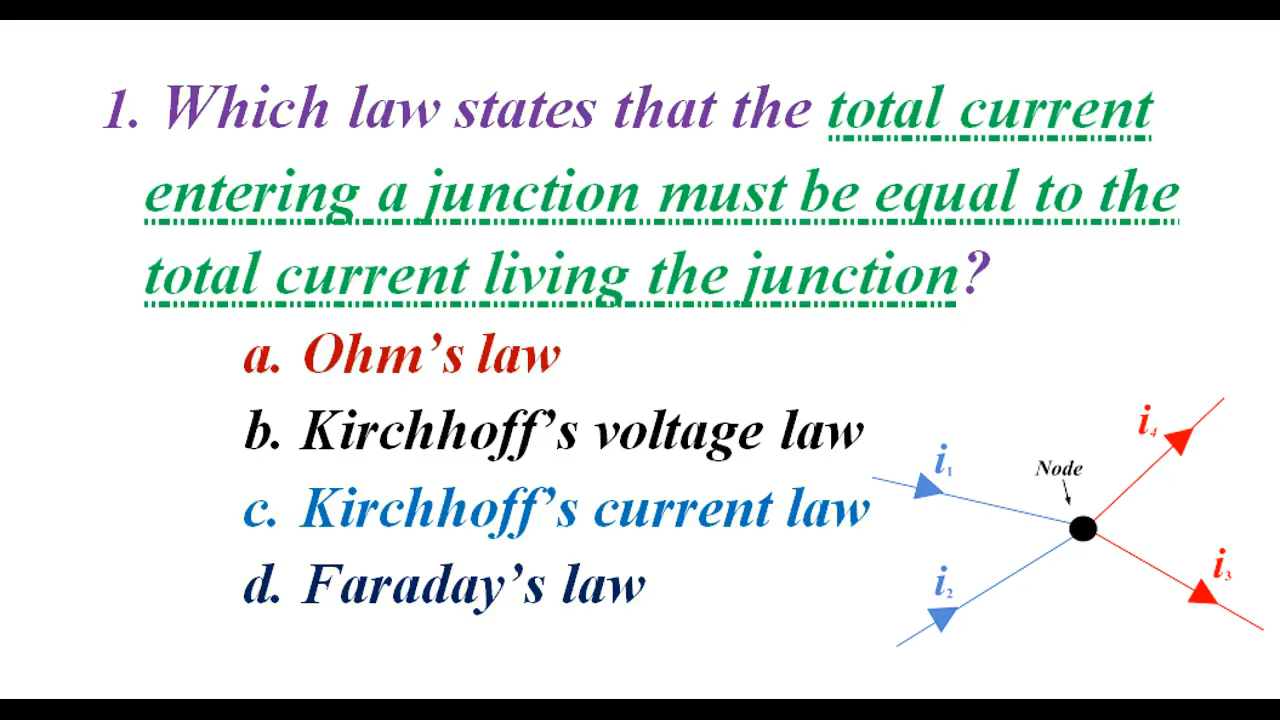 1. Which law states that the total current
entering a junction must be equal to the
total current living the junction?
a. Ohm’s law
b. Kirchhoff’s voltage law
c. Kirchhoff’s current law
d. Faraday’s law
i₁
i₂
Node
i₄
i₃